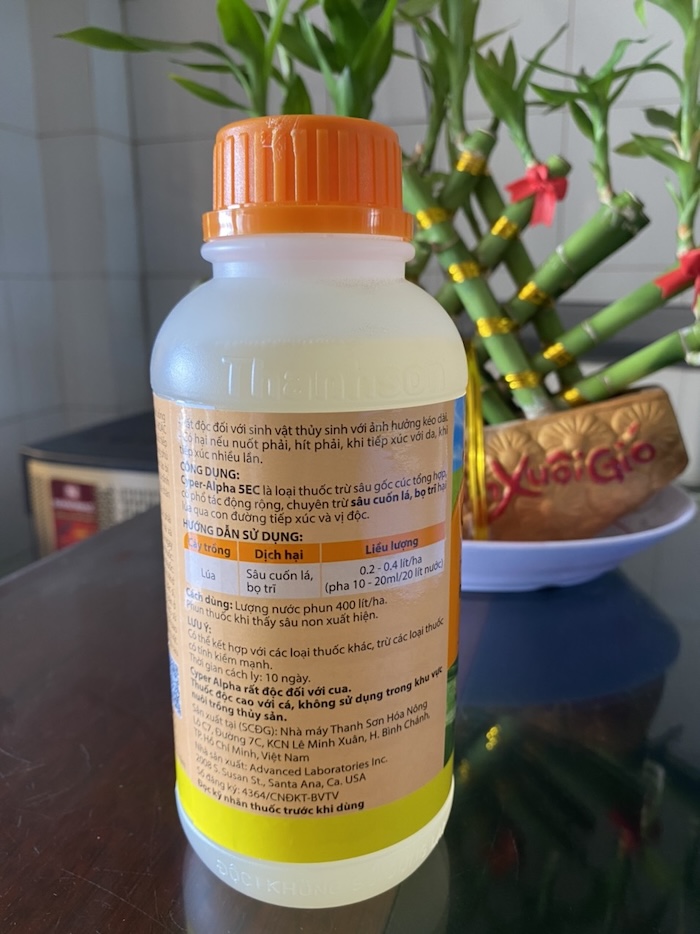 Thanh Sơn
Rất độc đối với sinh vật thủy sinh với ảnh hưởng kéo dài.
Có hại nếu nuốt phải, hít phải, khi tiếp xúc với da, khi
tiếp xúc nhiều lần.
CÔNG DỤNG:
Cyper-Alpha 5EC là loại thuốc trừ sâu gốc cúc tổng hợp,
có phổ tác động rộng, chuyên trừ sâu cuốn lá, bọ trĩ hại
lúa qua con đường tiếp xúc và vị độc.
HƯỚNG DẪN SỬ DỤNG:
Cây trồng Dịch hại Liều lượng
Lúa Sâu cuốn lá, 0.2 - 0.4 lít/ha
bọ trĩ (pha 10 - 20ml/20 lít nước)
Cách dùng: Lượng nước phun 400 lít/ha.
Phun thuốc khi thấy sâu non xuất hiện.
LƯU Ý:
Có thể kết hợp với các loại thuốc khác, trừ các loại thuốc
có tính kiềm mạnh.
Thời gian cách ly: 10 ngày.
Cyper Alpha rất độc đối với cua.
Thuốc độc cao với cá, không sử dụng trong khu vực
nuôi trồng thủy sản.
Sản xuất tại (SCĐG): Nhà máy Thanh Sơn Hóa Nông
Lô C7, Đường 7C, KCN Lê Minh Xuân, H. Bình Chánh,
TP. Hồ Chí Minh, Việt Nam
Nhà sản xuất: Advanced Laboratories Inc.
2008 S. Susan St., Santa Ana, Ca. USA
Số đăng ký: 4364/CNĐKT-BVTV
Đọc kỹ nhãn thuốc trước khi dùng
Xuôi Gió